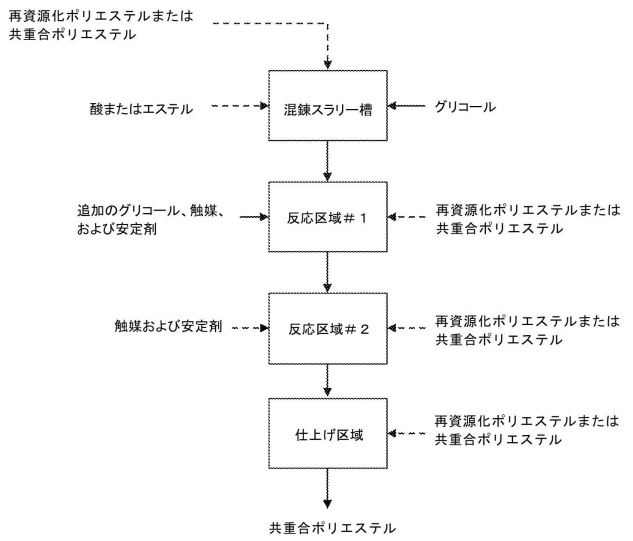 再資源化ポリエステルまたは
共重合ポリエステル
酸またはエステル
混錬スラリー槽
グリコール
追加のグリコール、触媒、
および安定剤
反応区域＃１
再資源化ポリエステルまたは
共重合ポリエステル
触媒および安定剤
反応区域＃２
再資源化ポリエステルまたは
共重合ポリエステル
仕上げ区域
再資源化ポリエステルまたは
共重合ポリエステル
共重合ポリエステル